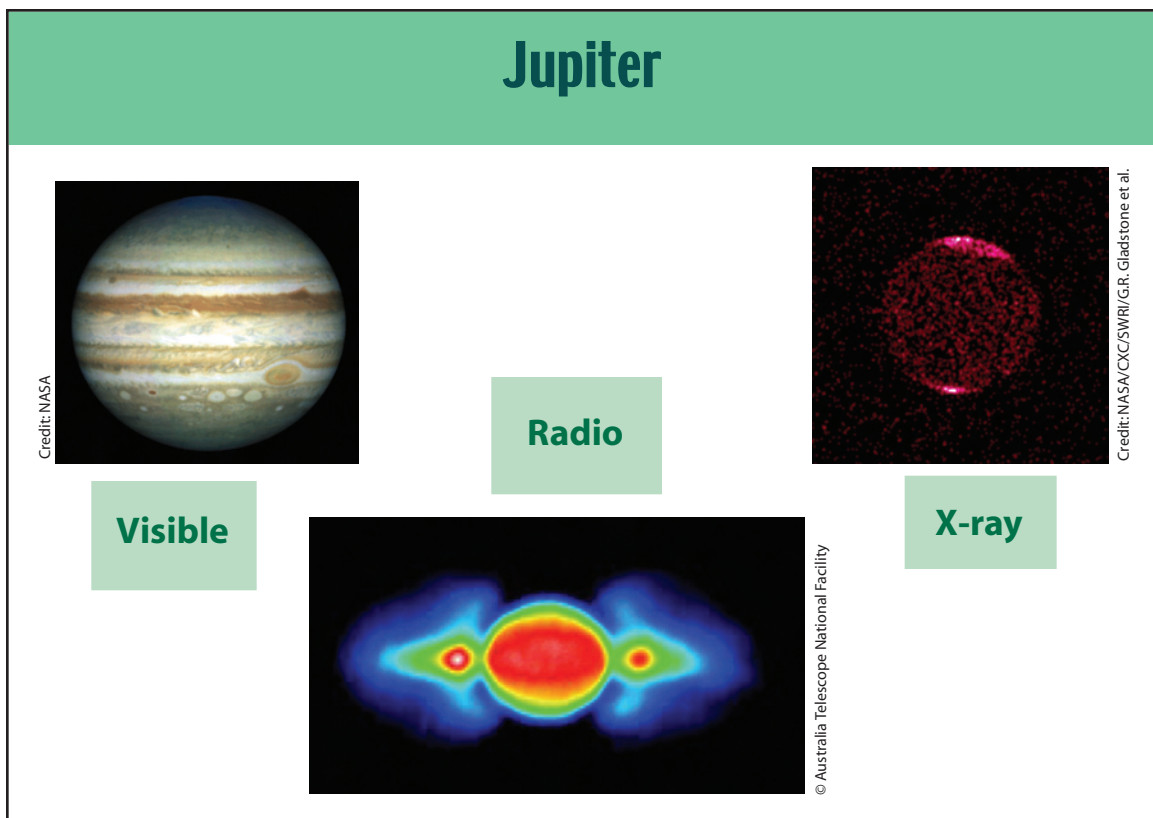 Jupiter
Credit: NASA
Visible
Radio
© Australia Telescope National Facility
X-ray
Credit: NASA/CXC/SWRI/G.R. Gladstone et al.